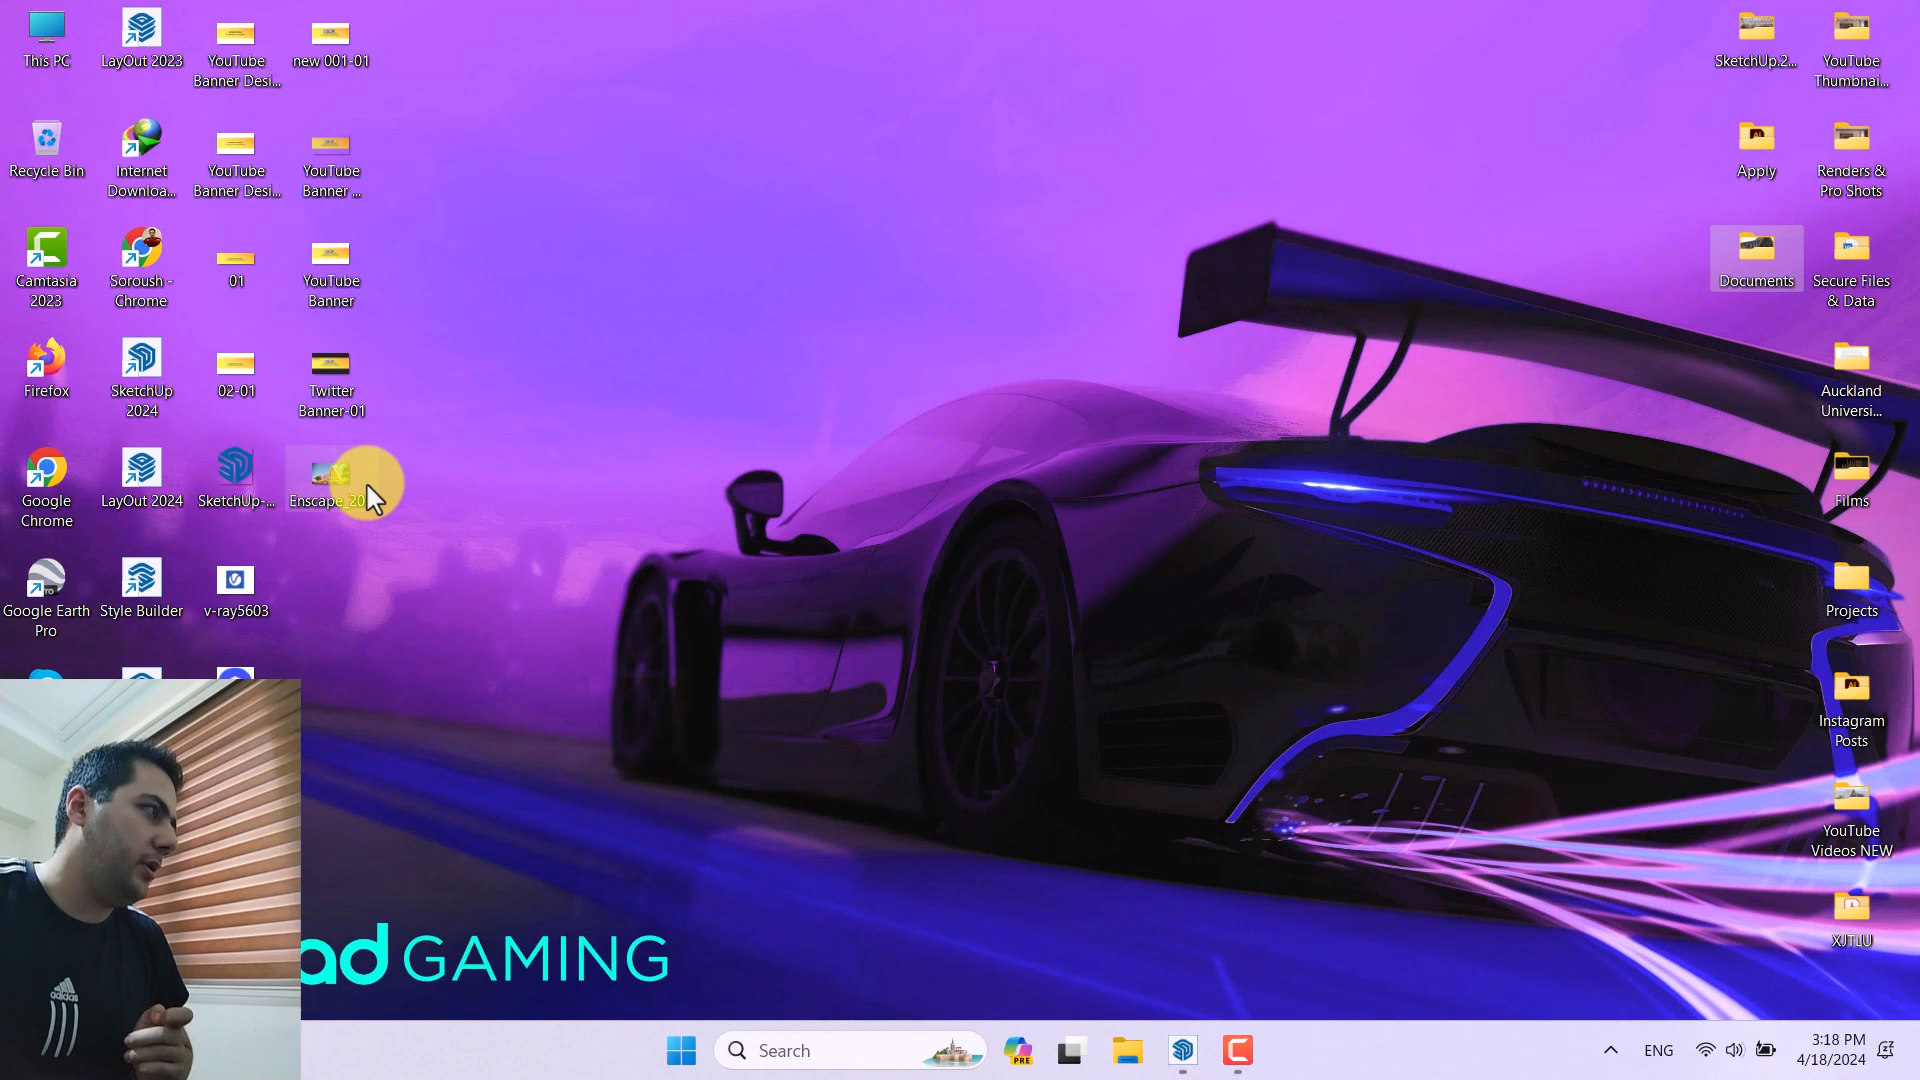 This PC
LayOut 2023
YouTube
Banner Desi...
new 001-01
SketchUp.2...
YouTube
Thumbnai...
Recycle Bin
Internet
Downloa...
YouTube
Banner Desi...
YouTube
Banner ...
Apply
Renders &
Pro Shots
Camtasia
2023
Soroush -
Chrome
01
YouTube
Banner
Documents
Secure Files
& Data
Firefox
SketchUp
2024
02-01
Twitter
Banner-01
Auckland
Universi...
Google
Chrome
LayOut 2024
SketchUp-...
Films
Google Earth
Pro
Style Builder
v-ray5603
Projects
Instagram
Posts
YouTube
Videos NEW
XJTLU
adidas
ad GAMING
Search
PRE
ENG
3:18 PM
4/18/2024